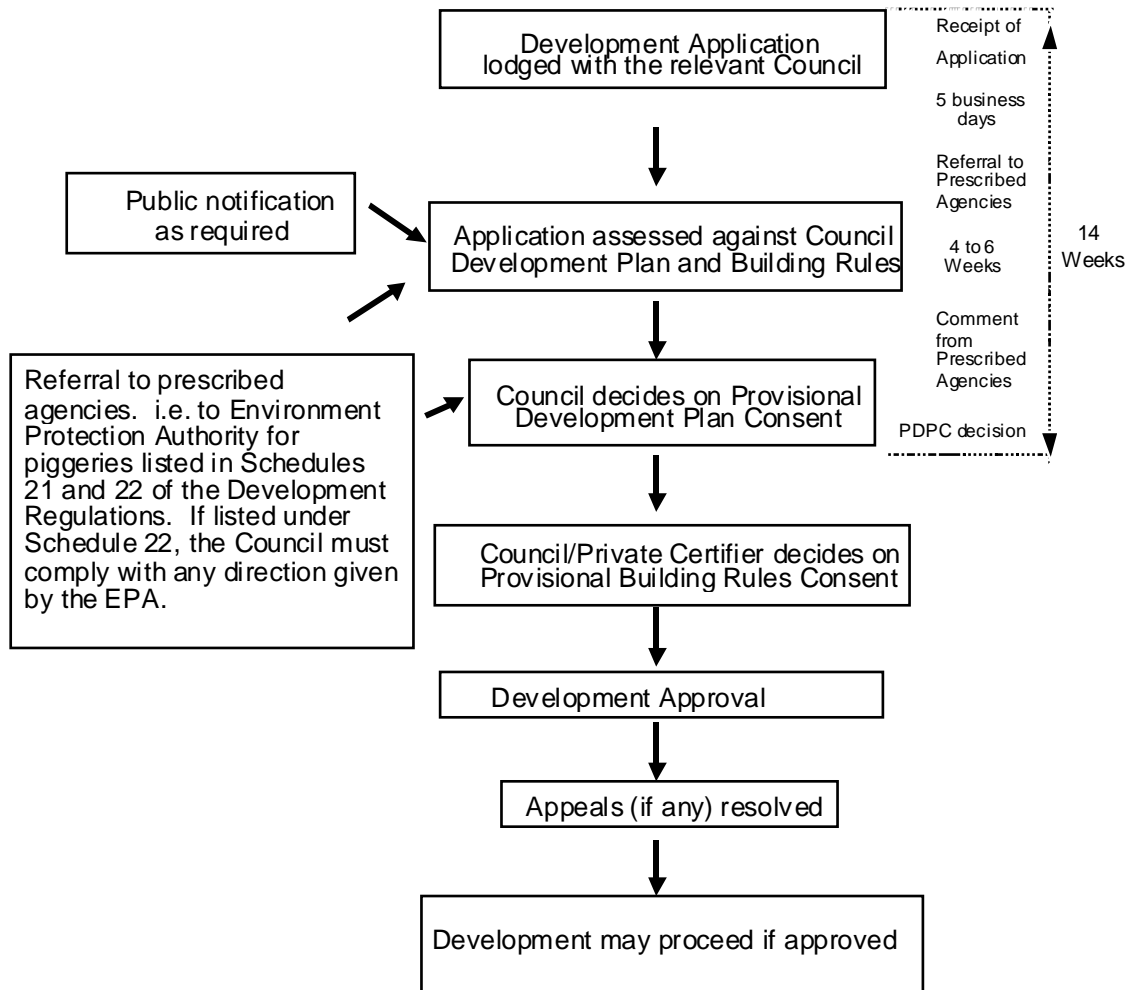 Development Application
lodged with the relevant Council
Receipt of
Application
5 business
days
Referral to
Prescribed
Agencies
4 to 6
Weeks
Comment
from
Prescribed
Agencies
PDPC decision
14
Weeks
Public notification
as required
Application assessed against Council
Development Plan and Building Rules
Referral to prescribed
agencies. i.e. to Environment
Protection Authority for
piggeries listed in Schedules
21 and 22 of the Development
Regulations. If listed under
Schedule 22, the Council must
comply with any direction given
by the EPA.
Council decides on Provisional
Development Plan Consent
Council/Private Certifier decides on
Provisional Building Rules Consent
Development Approval
Appeals (if any) resolved
Development may proceed if approved